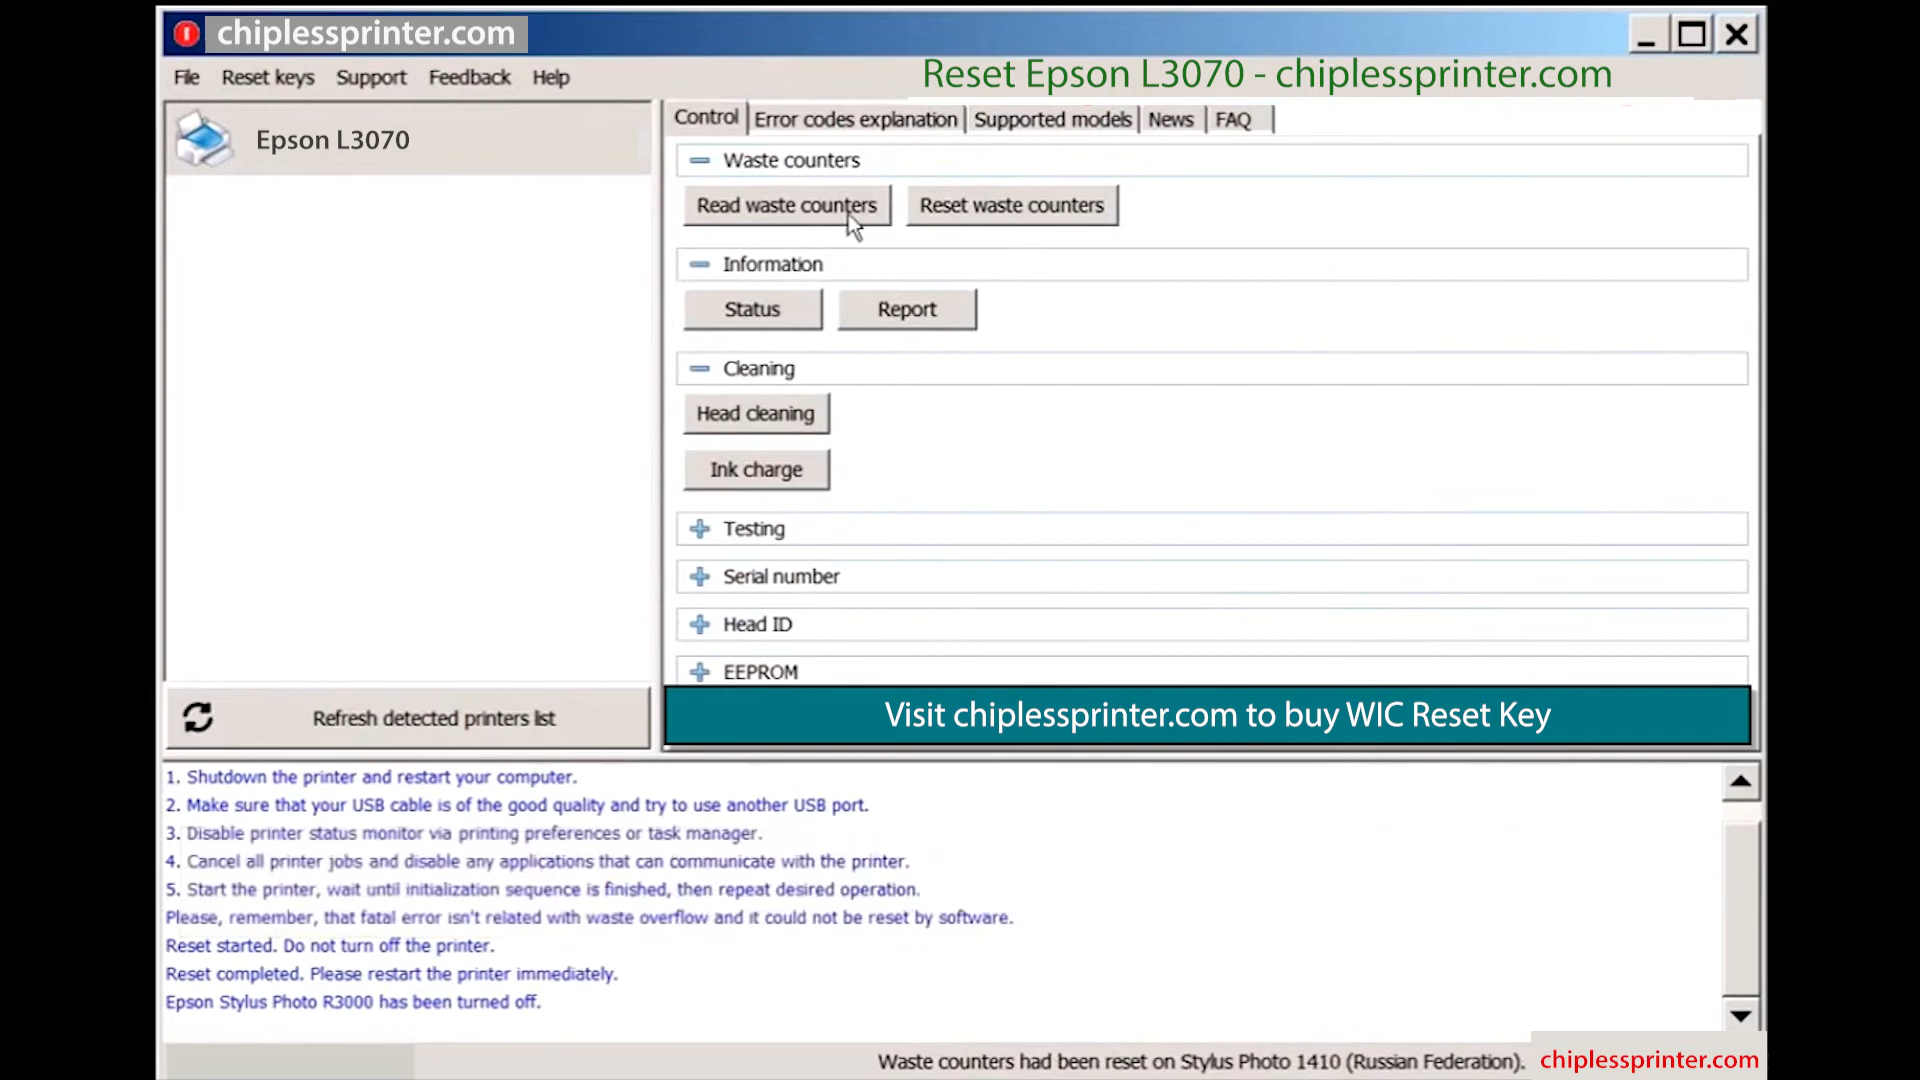 chiplessprinter.com
File Reset keys Support Feedback Help
Reset Epson L3070 - chiplessprinter.com
Epson L3070
Control Error codes explanation Supported models News FAQ
Waste counters
Read waste counters Reset waste counters
Information
Status Report
Cleaning
Head cleaning
Ink charge
Testing
Serial number
Head ID
EEPROM
Refresh detected printers list
Visit chiplessprinter.com to buy WIC Reset Key
1. Shutdown the printer and restart your computer.
2. Make sure that your USB cable is of the good quality and try to use another USB port.
3. Disable printer status monitor via printing preferences or task manager.
4. Cancel all printer jobs and disable any applications that can communicate with the printer.
5. Start the printer, wait until initialization sequence is finished, then repeat desired operation.
Please, remember, that fatal error isn't related with waste overflow and it could not be reset by software.
Reset started. Do not turn off the printer.
Reset completed. Please restart the printer immediately.
Epson Stylus Photo R3000 has been turned off.
Waste counters had been reset on Stylus Photo 1410 (Russian Federation).
chiplessprinter.com